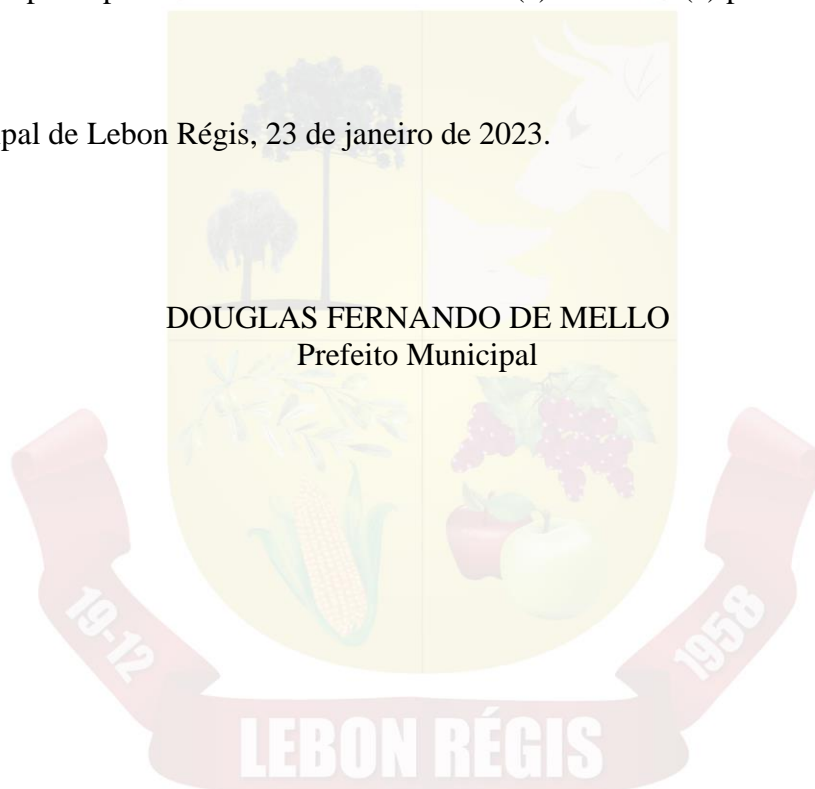 ipal de Lebon Régis, 23 de janeiro de 2023.
DOUGLAS FERNANDO DE MELLO
Prefeito Municipal
19-12
1958
LEBON RÉGIS